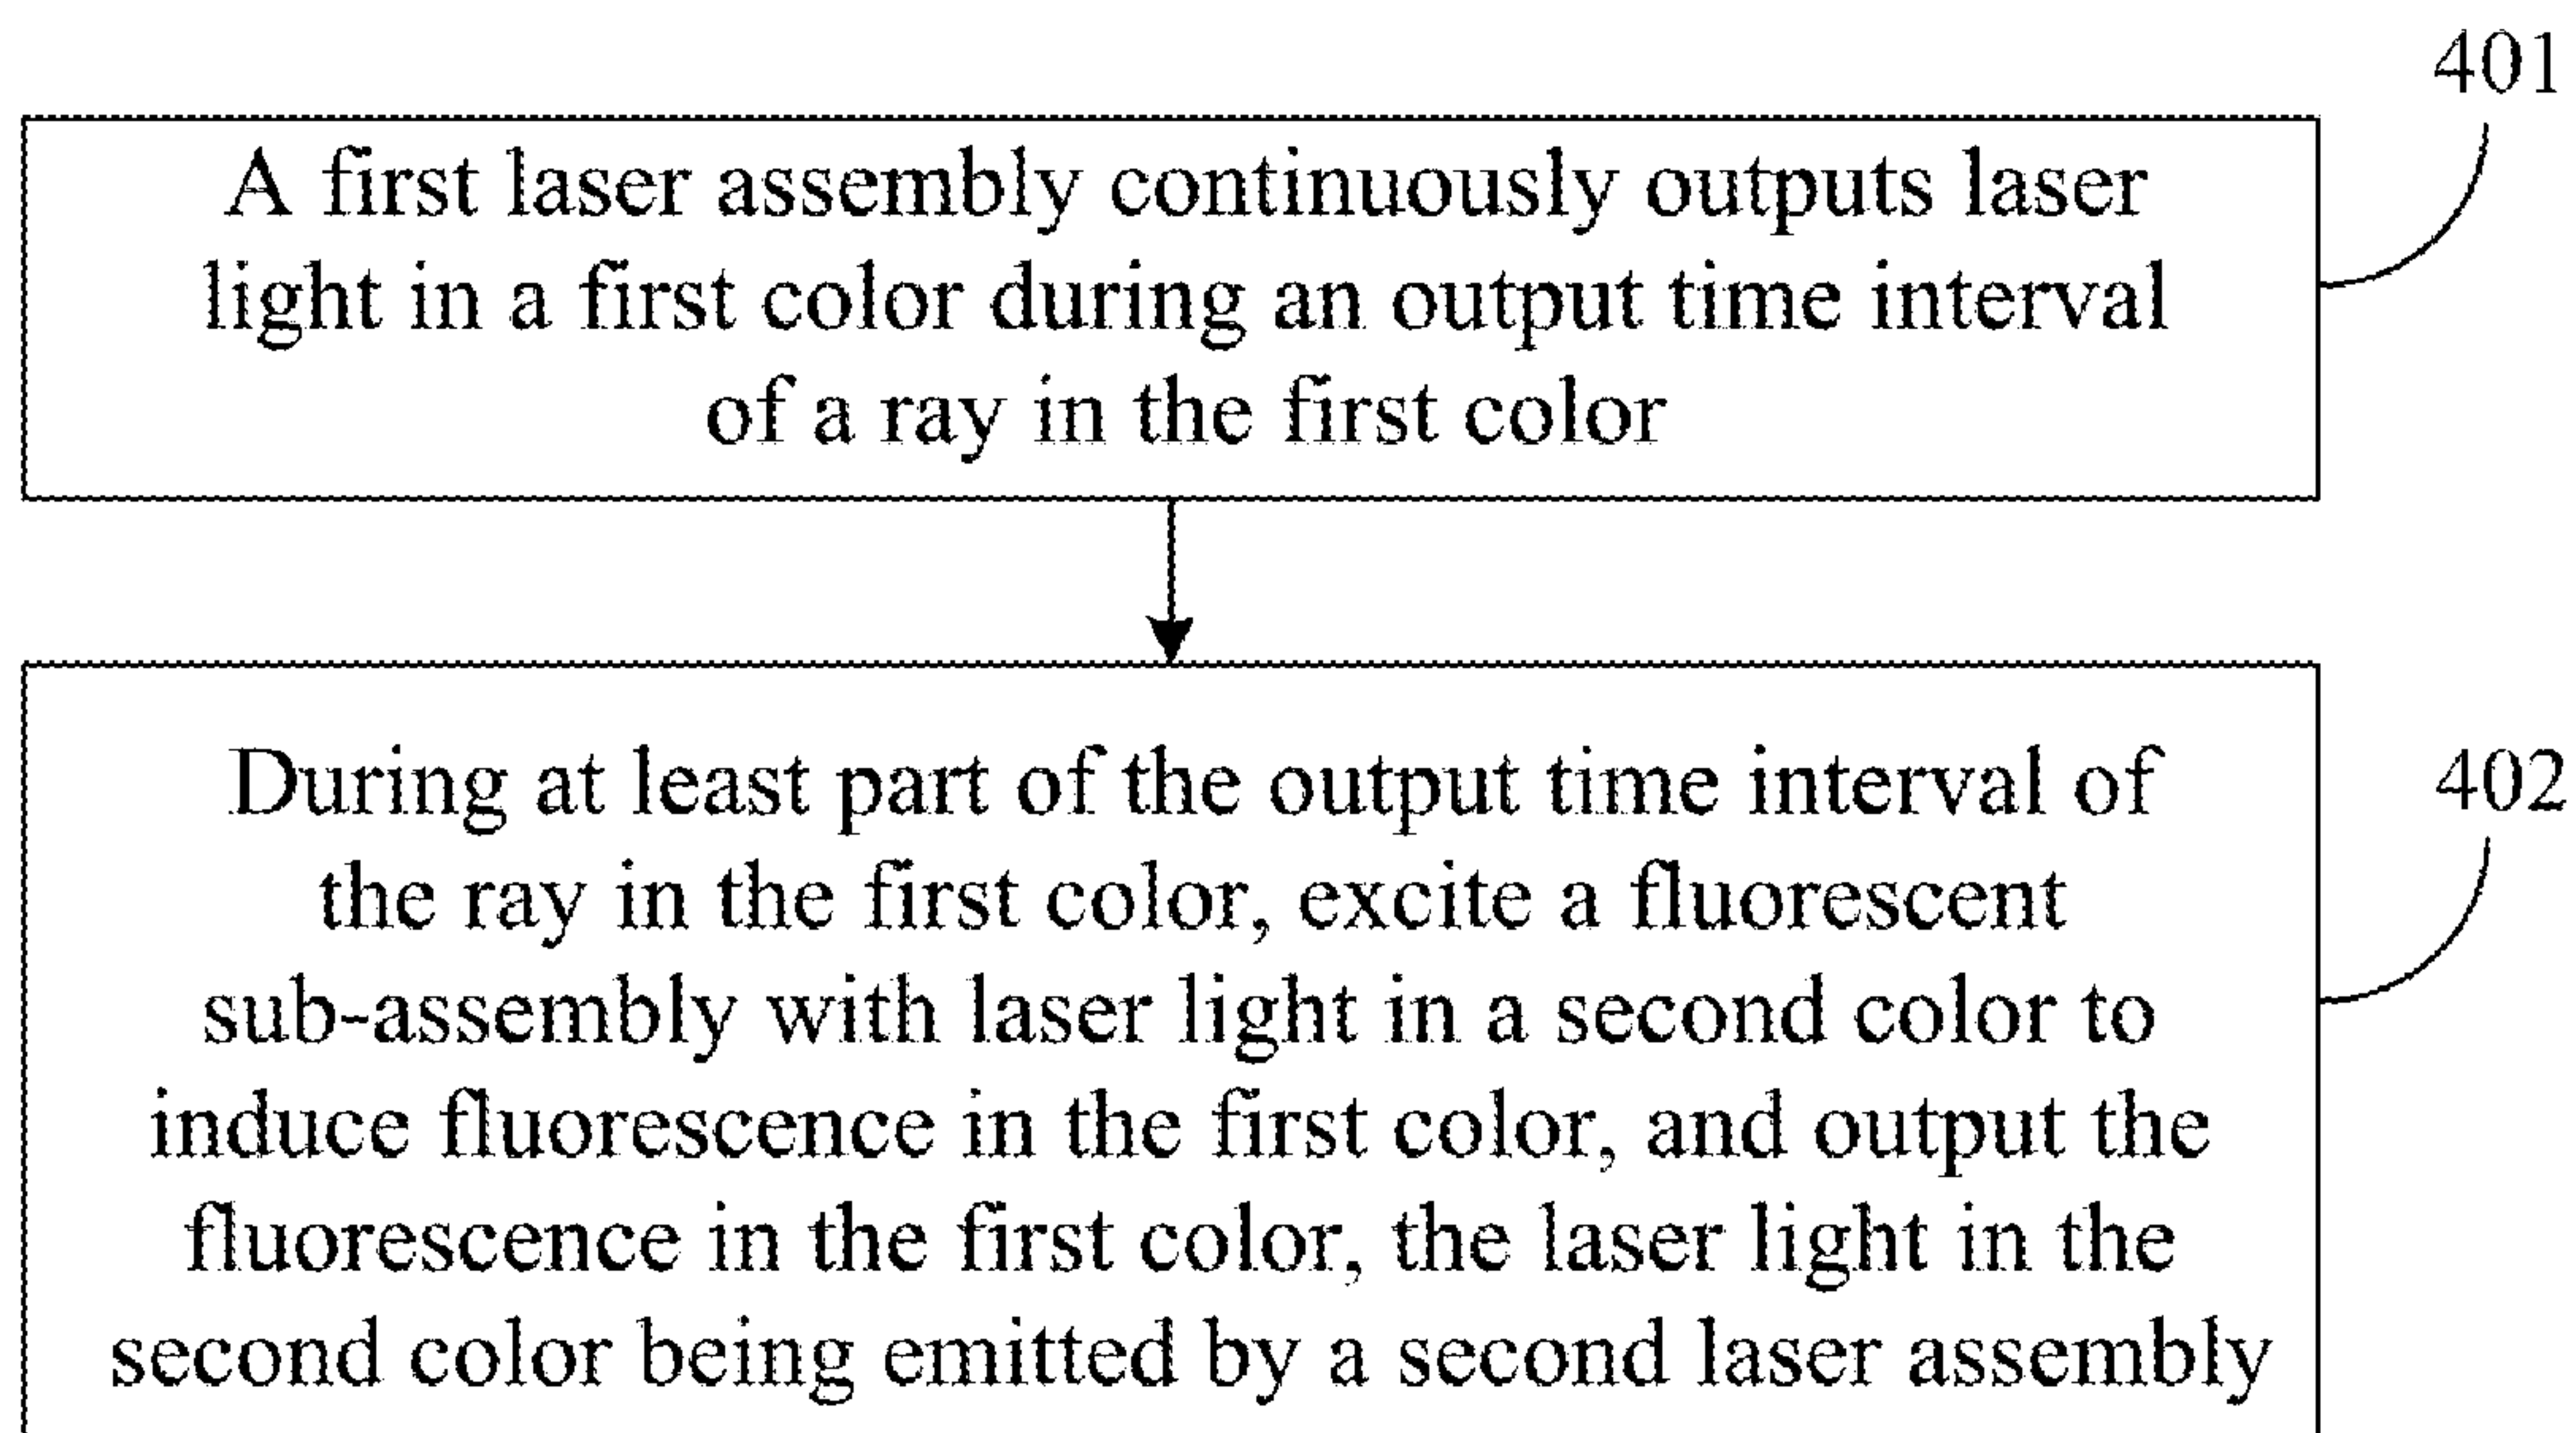 401
A first laser assembly continuously outputs laser
light in a first color during an output time interval
of a ray in the first color
During at least part of the output time interval of
the ray in the first color, excite a fluorescent
sub-assembly with laser light in a second color to
induce fluorescence in the first color, and output the
fluorescence in the first color, the laser light in the
second color being emitted by a second laser assembly
402